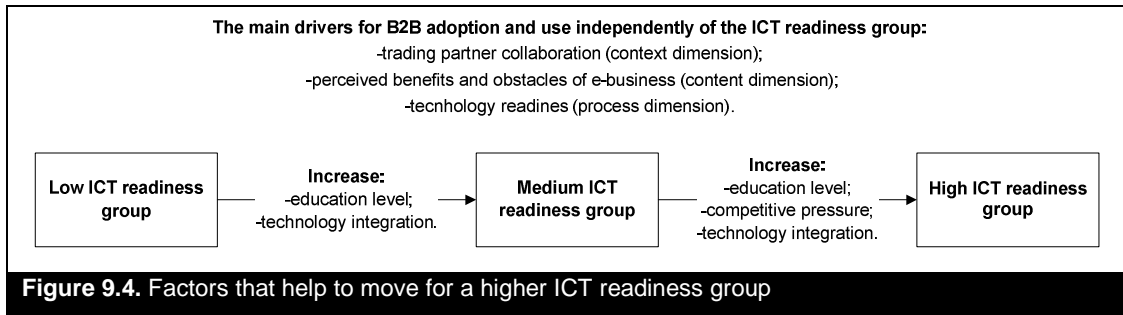 The main drivers for B2B adoption and use independently of the ICT readiness group:
-trading partner collaboration (context dimension);
-perceived benefits and obstacles of e-business (content dimension);
-tecnhology readines (process dimension).
Low ICT readiness
group
Increase:
-education level;
-technology integration.
Medium ICT
readiness group
Increase:
-education level;
-competitive pressure;
-technology integration.
High ICT readiness
group
Figure 9.4. Factors that help to move for a higher ICT readiness group